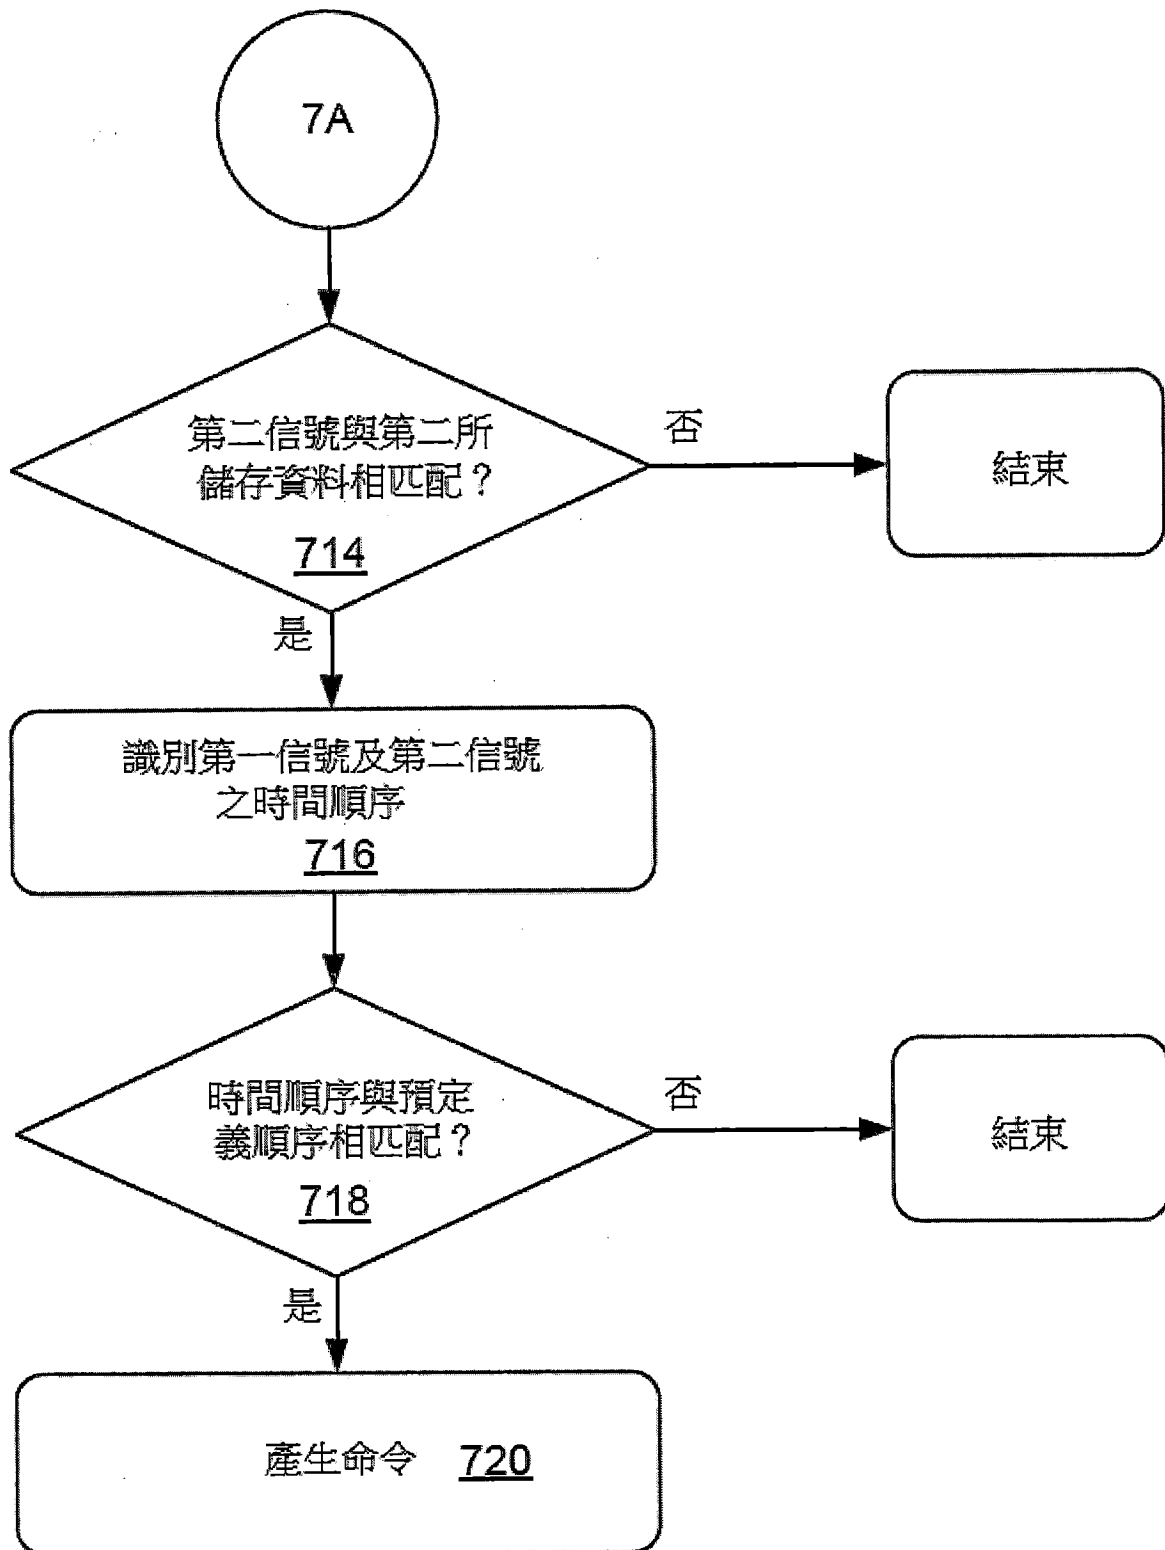 7A
第二信號與第二所
儲存資料相匹配？
714
否
結束
是
識別第一信號及第二信號
之時間順序
716
時間順序與預定
義順序相匹配？
718
否
結束
是
產生命令 720